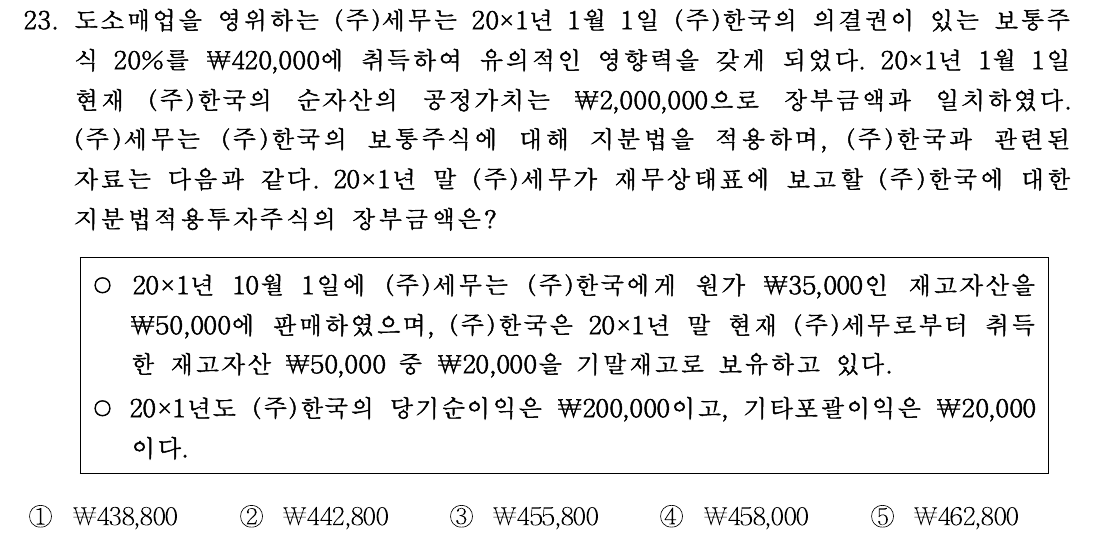 23. 도소매업을 영위하는 (주)세무는 20×1년 1월 1일 (주)한국의 의결권이 있는 보통주
식 20%를 ₩420,000에 취득하여 유의적인 영향력을 갖게 되었다. 20×1년 1월 1일
현재 (주)한국의 순자산의 공정가치는 ₩2,000,000으로 장부금액과 일치하였다.
(주)세무는 (주)한국의 보통주식에 대해 지분법을 적용하며, (주)한국과 관련된
자료는 다음과 같다. 20×1년 말 (주)세무가 재무상태표에 보고할 (주)한국에 대한
지분법적용투자주식의 장부금액은?
○ 20×1년 10월 1일에 (주)세무는 (주)한국에게 원가 ₩35,000인 재고자산을
₩50,000에 판매하였으며, (주)한국은 20×1년 말 현재 (주)세무로부터 취득
한 재고자산 ₩50,000 중 ₩20,000을 기말재고로 보유하고 있다.
○ 20×1년도 (주)한국의 당기순이익은 ₩200,000이고, 기타포괄이익은 ₩20,000
이다.
① ₩438,800 ② ₩442,800 ③ ₩455,800 ④ ₩458,000 ⑤ ₩462,800